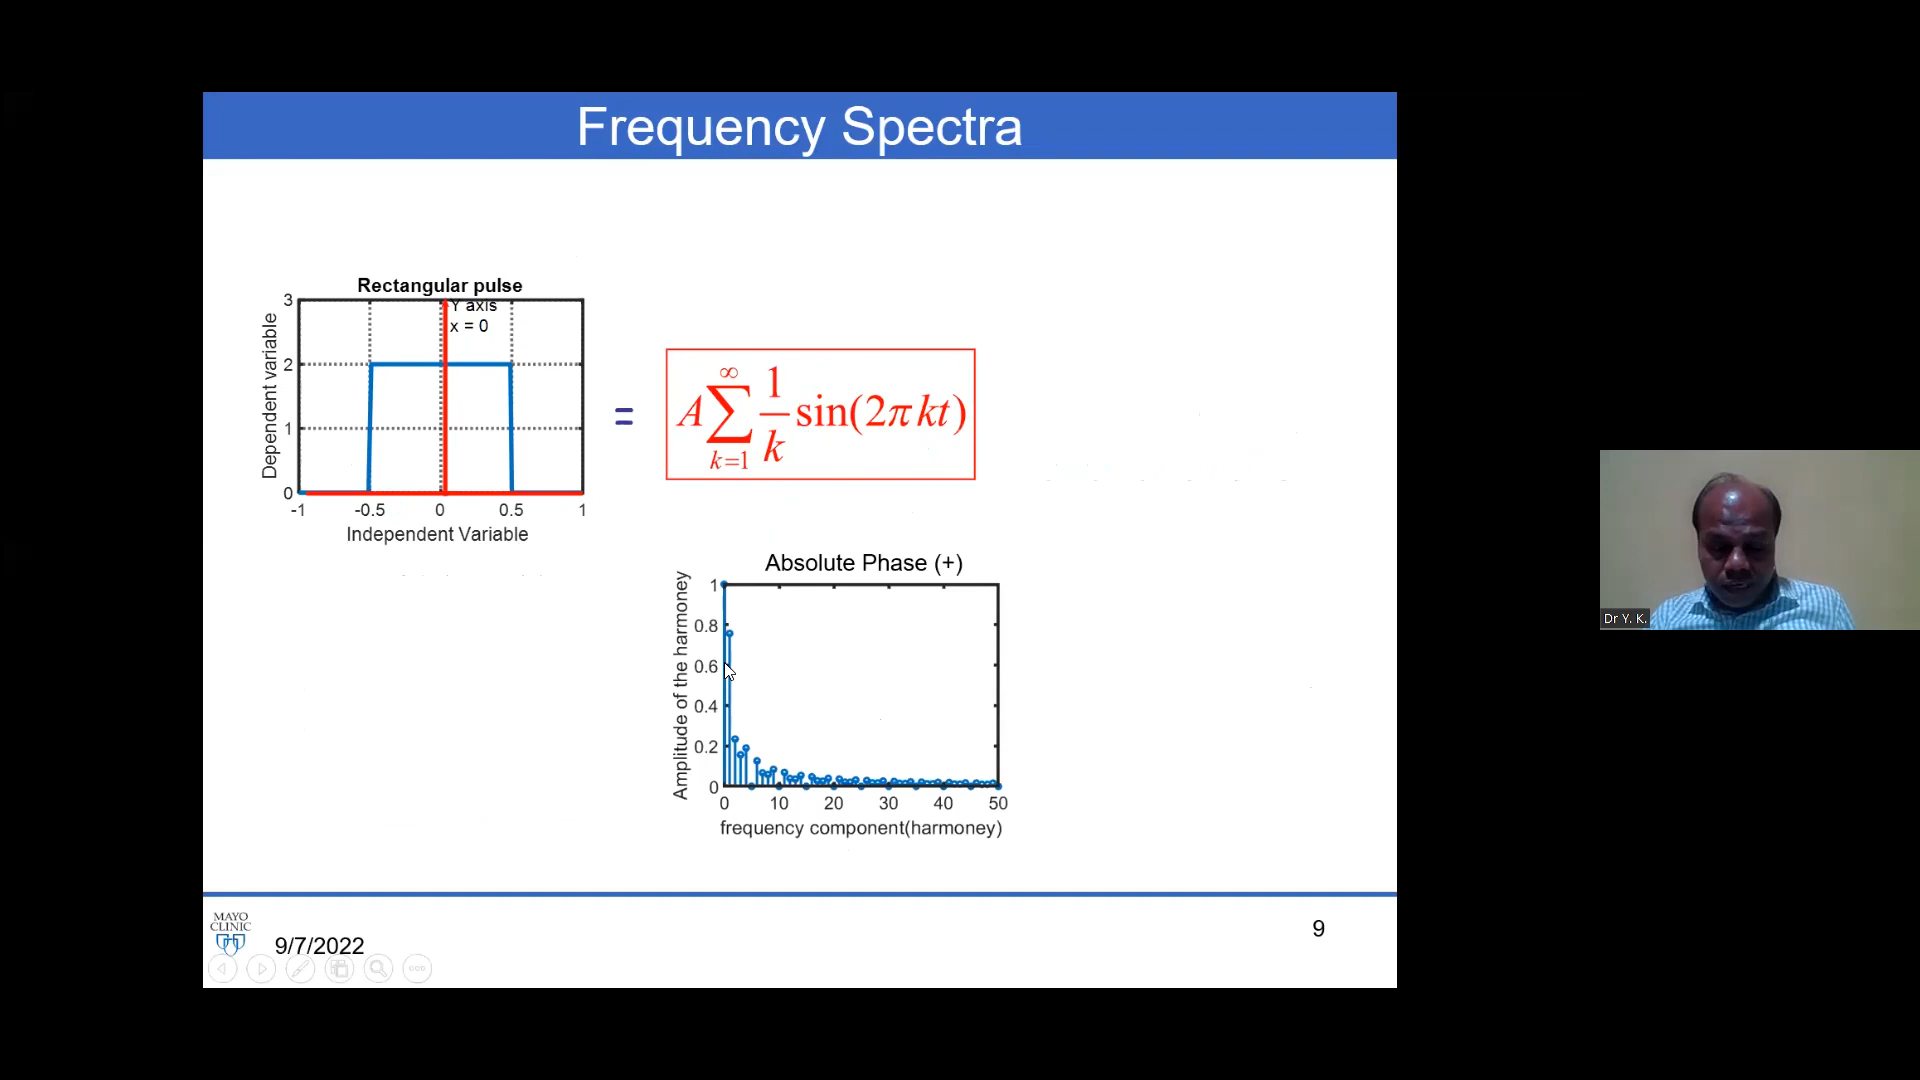 Frequency Spectra
Rectangular pulse
Y axis
x = 0
3
2
1
0
Dependent variable
-1 -0.5 0 0.5 1
Independent Variable
=
A∑_{k=1}^{∞} 1/k sin(2πkt)
Absolute Phase (+)
Amplitude of the harmoney
1
0.8
0.6
0.4
0.2
0
0 10 20 30 40 50
frequency component(harmoney)
Dr Y. K.
MAYO
CLINIC
9/7/2022
9